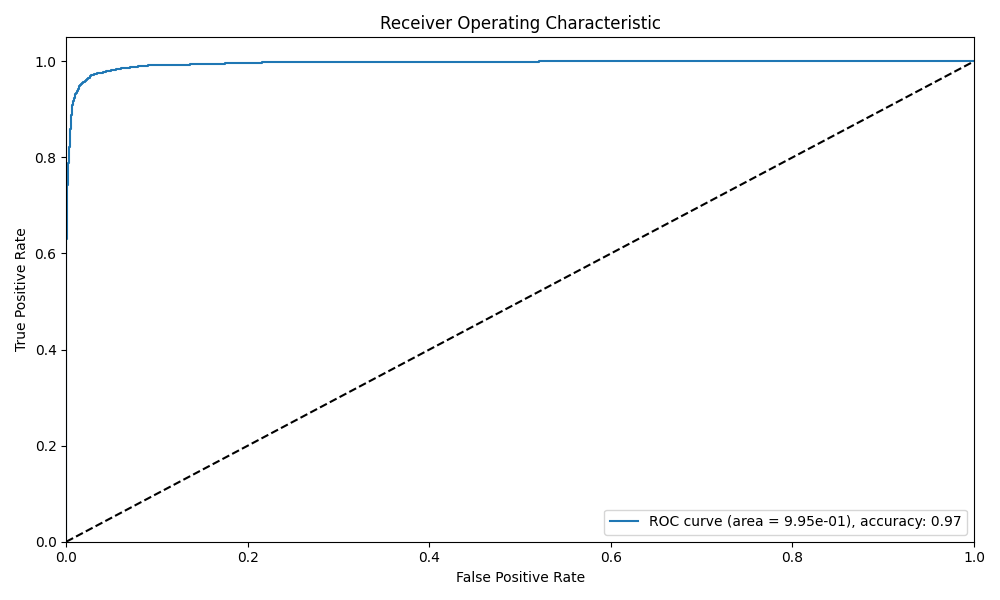 Receiver Operating Characteristic
True Positive Rate
1.0
0.8
0.6
0.4
0.2
0.0
ROC curve (area = 9.95e-01), accuracy: 0.97
0.0 0.2 0.4 0.6 0.8 1.0
False Positive Rate